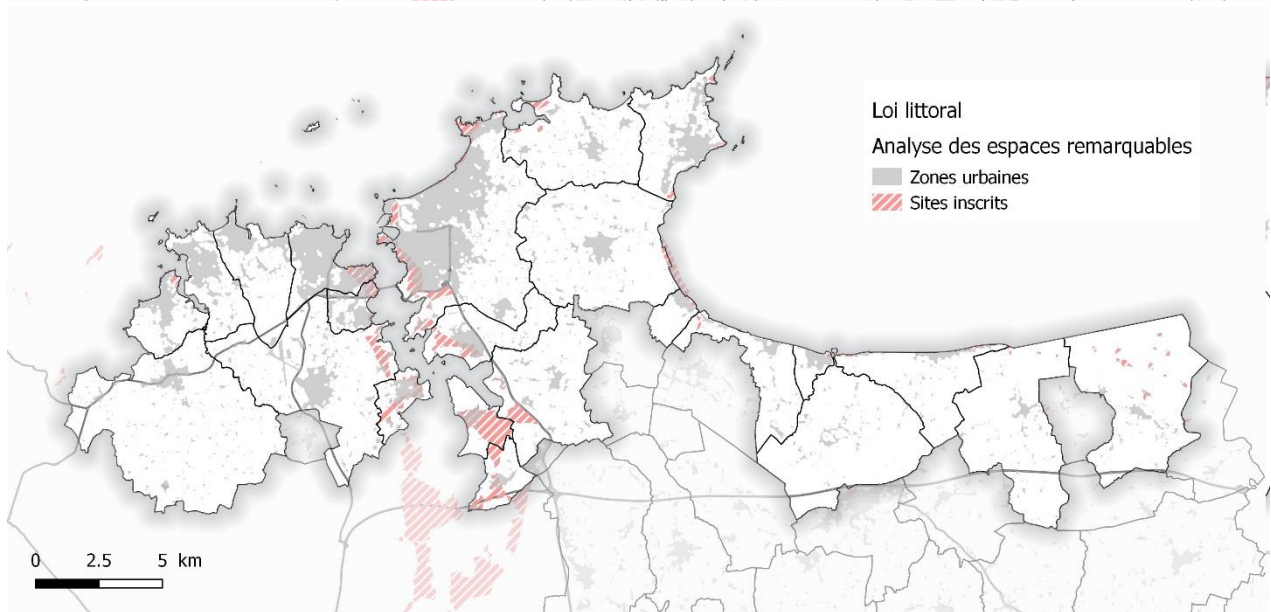 Loi littoral
Analyse des espaces remarquables
Zones urbaines
Sites inscrits
0 2.5 5 km